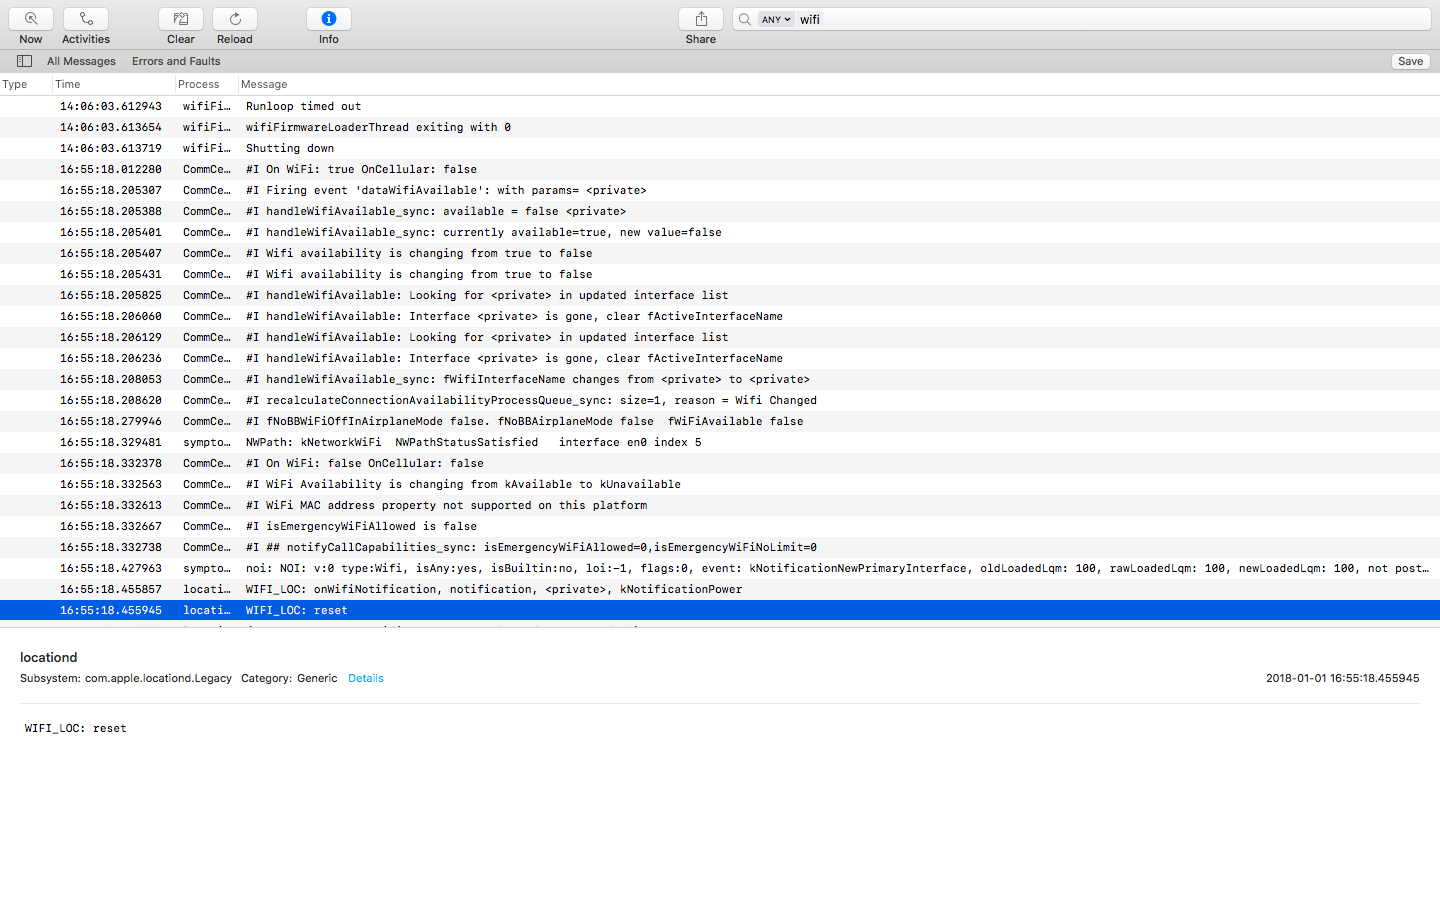 Now Activities Clear Reload Info Share ANY wifi
All Messages Errors and Faults Save
Type Time Process Message
14:06:03.612943 wifiFi… Runloop timed out
14:06:03.613654 wifiFi… wifiFirmwareLoaderThread exiting with 0
14:06:03.613719 wifiFi… Shutting down
16:55:18.012280 CommCe… #I On WiFi: true OnCellular: false
16:55:18.205307 CommCe… #I Firing event 'dataWifiAvailable': with params= <private>
16:55:18.205388 CommCe… #I handleWifiAvailable_sync: available = false <private>
16:55:18.205401 CommCe… #I handleWifiAvailable_sync: currently available=true, new value=false
16:55:18.205407 CommCe… #I Wifi availability is changing from true to false
16:55:18.205431 CommCe… #I Wifi availability is changing from true to false
16:55:18.205825 CommCe… #I handleWifiAvailable: Looking for <private> in updated interface list
16:55:18.206060 CommCe… #I handleWifiAvailable: Interface <private> is gone, clear fActiveInterfaceName
16:55:18.206129 CommCe… #I handleWifiAvailable: Looking for <private> in updated interface list
16:55:18.206236 CommCe… #I handleWifiAvailable: Interface <private> is gone, clear fActiveInterfaceName
16:55:18.208053 CommCe… #I handleWifiAvailable_sync: fWifiInterfaceName changes from <private> to <private>
16:55:18.208620 CommCe… #I recalculateConnectionAvailabilityProcessQueue_sync: size=1, reason = Wifi Changed
16:55:18.279946 CommCe… #I fNoBBWiFiOffInAirplaneMode false. fNoBBAirplaneMode false fWiFiAvailable false
16:55:18.329481 sympto… NWPath: kNetworkWiFi NWPathStatusSatisfied interface en0 index 5
16:55:18.332378 CommCe… #I On WiFi: false OnCellular: false
16:55:18.332563 CommCe… #I WiFi Availability is changing from kAvailable to kUnavailable
16:55:18.332613 CommCe… #I WiFi MAC address property not supported on this platform
16:55:18.332667 CommCe… #I isEmergencyWiFiAllowed is false
16:55:18.332738 CommCe… #I ## notifyCallCapabilities_sync: isEmergencyWiFiAllowed=0,isEmergencyWiFiNoLimit=0
16:55:18.427963 sympto… noi: NOI: v:0 type:Wifi, isAny:yes, isBuiltin:no, loi:-1, flags:0, event: kNotificationNewPrimaryInterface, oldLoadedLqm: 100, rawLoadedLqm: 100, newLoadedLqm: 100, not post…
16:55:18.455857 locati… WIFI_LOC: onWifiNotification, notification, <private>, kNotificationPower
16:55:18.455945 locati… WIFI_LOC: reset
locationd
Subsystem: com.apple.locationd.Legacy Category: Generic Details 2018-01-01 16:55:18.455945
WIFI_LOC: reset